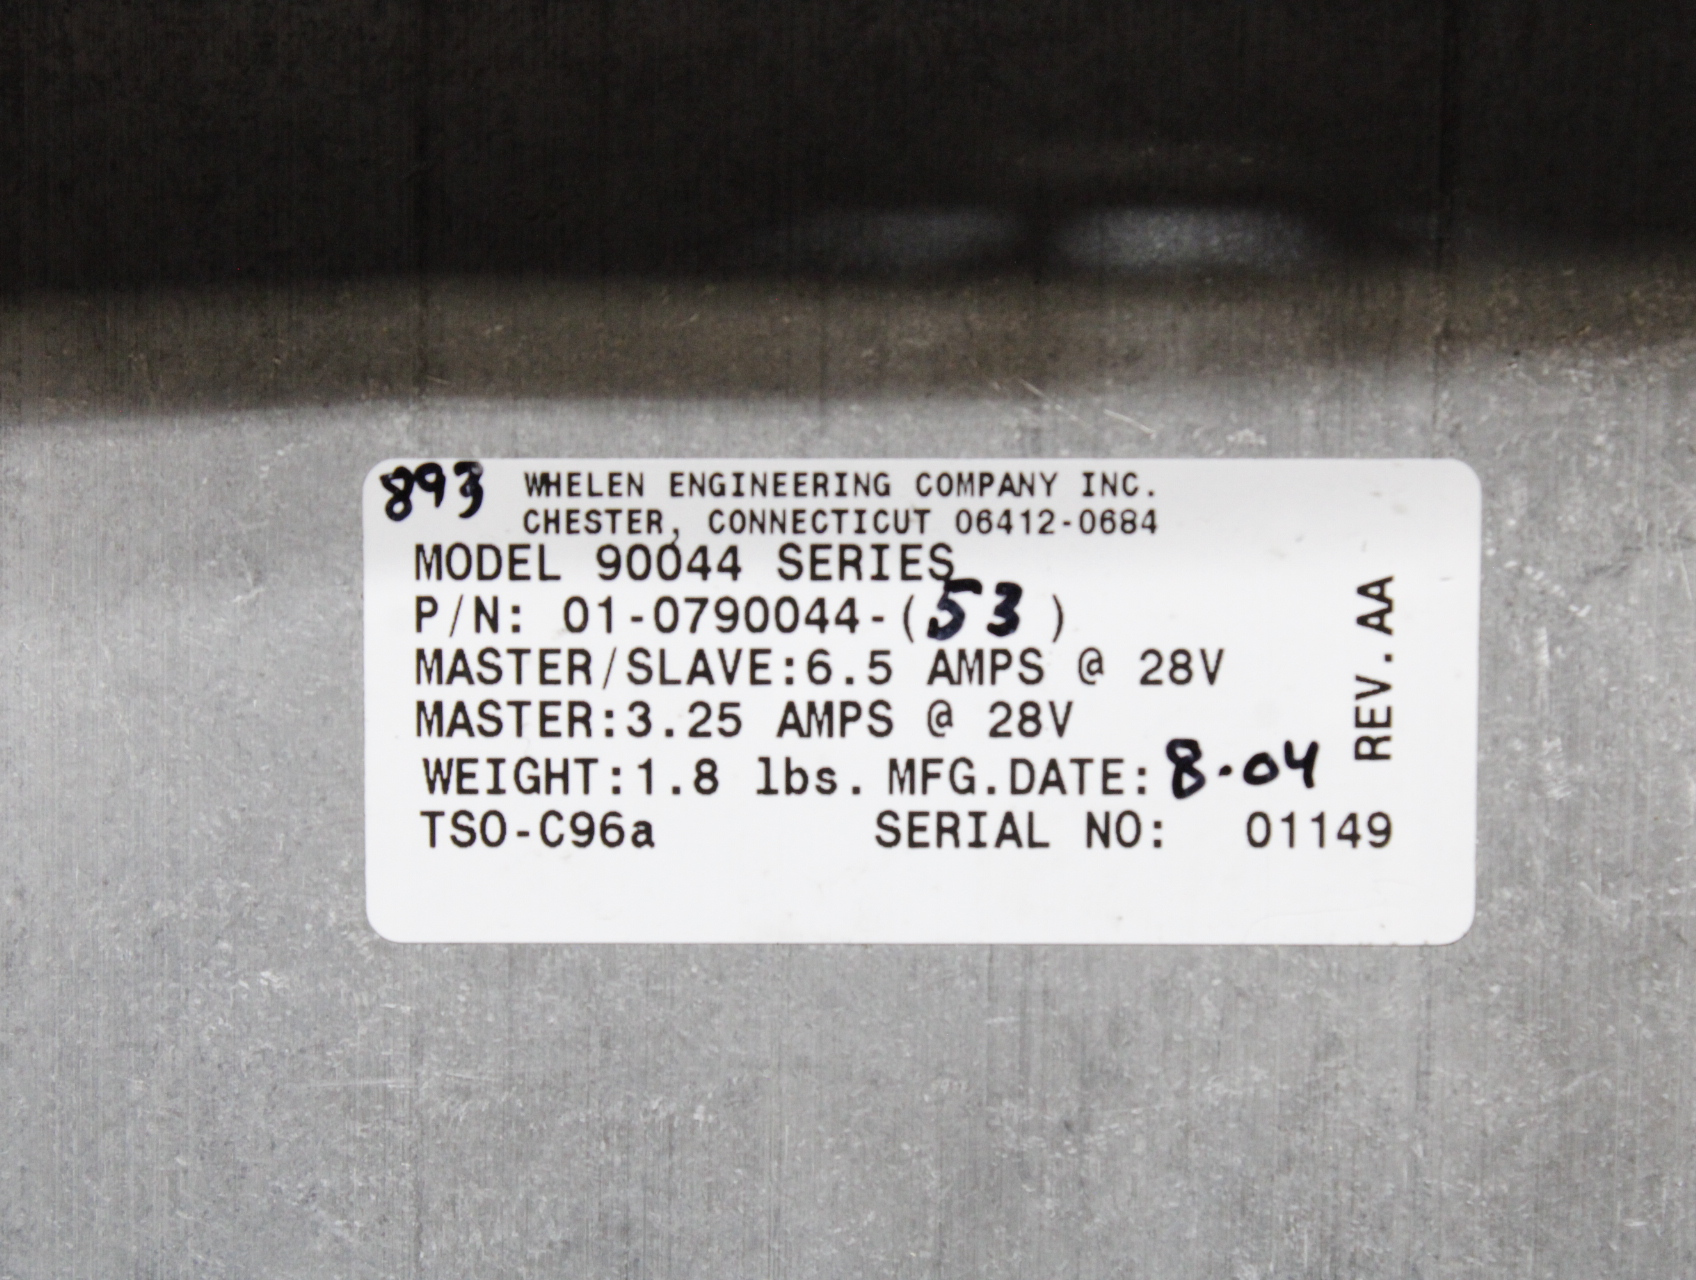 893 WHELEN ENGINEERING COMPANY INC.
CHESTER, CONNECTICUT 06412-0684
MODEL 90044 SERIES
P/N: 01-0790044-(53)
MASTER/SLAVE:6.5 AMPS @ 28V
MASTER:3.25 AMPS @ 28V
WEIGHT:1.8 lbs. MFG.DATE: 8-04
TSO-C96a SERIAL NO: 01149
REV. AA